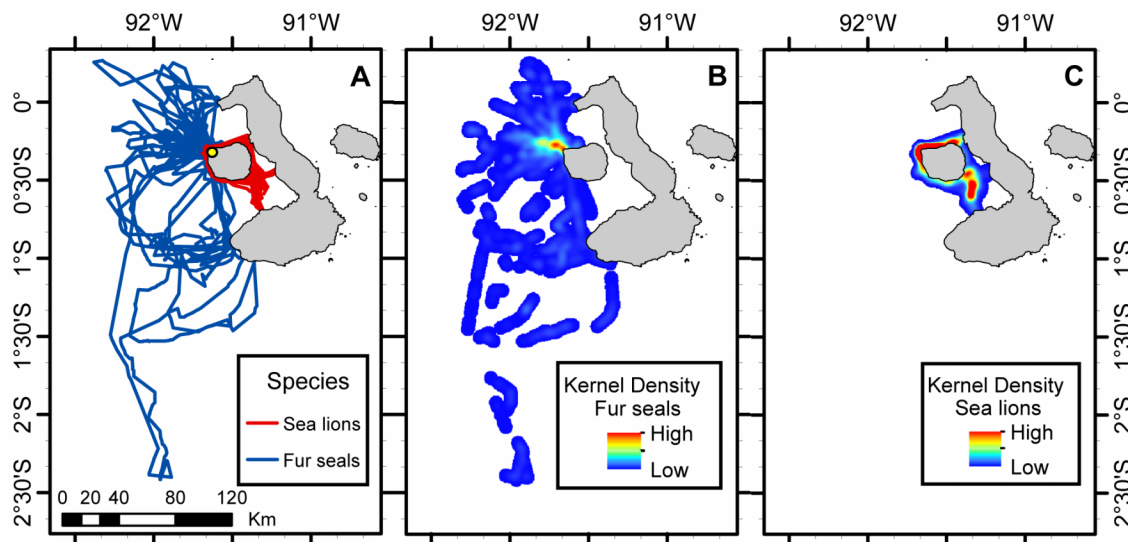 92°W 91°W 92°W 91°W 92°W 91°W
A B C
0° 0°
0°30'S 0°30'S
1°S 1°S
1°30'S 1°30'S
2°S 2°S
2°30'S 2°30'S
Species
Sea lions
Fur seals
0 20 40 80 120
Km
Kernel Density
Fur seals
High
Low
Kernel Density
Sea lions
High
Low